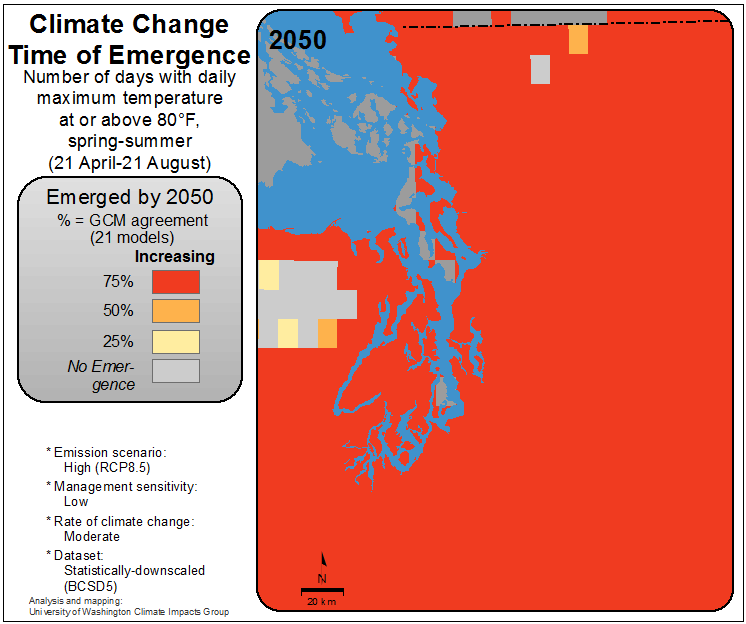 Climate Change
Time of Emergence
Number of days with daily
maximum temperature
at or above 80°F,
spring-summer
(21 April-21 August)
Emerged by 2050
% = GCM agreement
(21 models)
Increasing
75%
50%
25%
No Emer-
gence
* Emission scenario:
High (RCP8.5)
* Management sensitivity:
Low
* Rate of climate change:
Moderate
* Dataset:
Statistically-downscaled
(BCSD5)
Analysis and mapping:
University of Washington Climate Impacts Group
2050
N
20 km